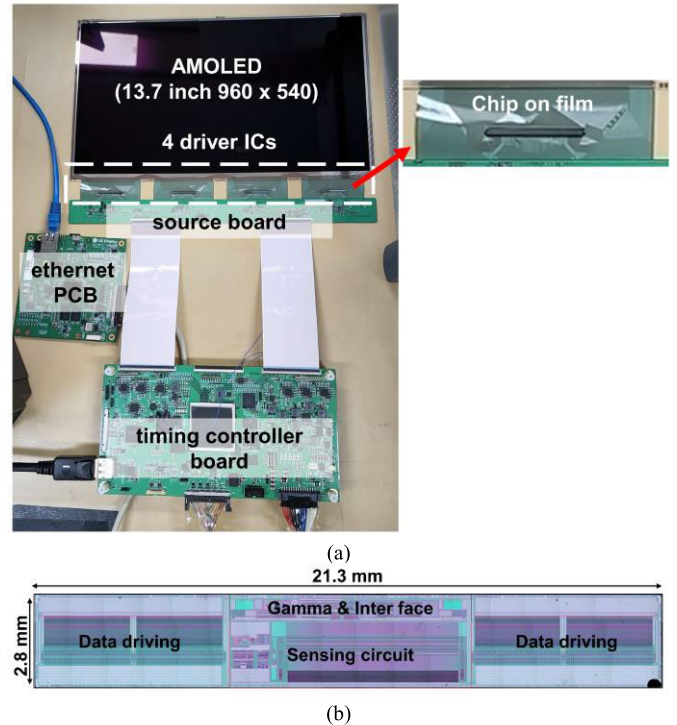 AMOLED
(13.7 inch 960 x 540)
4 driver ICs
Chip on film
source board
ethernet
PCB
timing controller
board
(a)
21.3 mm
2.8 mm
Gamma & Inter face
Data driving
Sensing circuit
Data driving
(b)